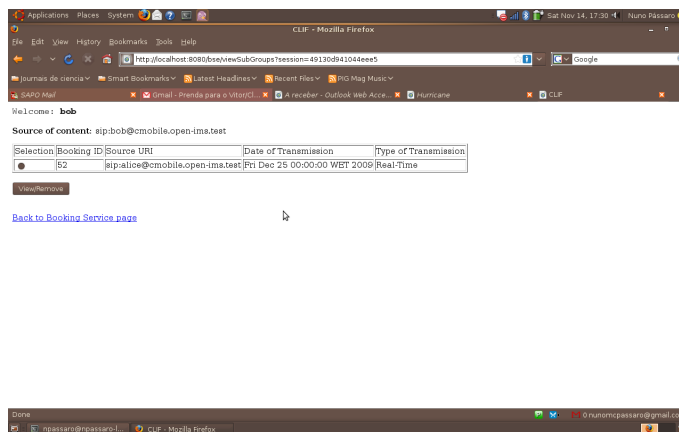 Applications Places System Sat Nov 14, 17:30 Nuno Pássaro
CLIF - Mozilla Firefox
File Edit View History Bookmarks Tools Help
http://localhost:8080/bse/viewSubGroups?session=49130d941044eee5 Google
Journais de ciencia Smart Bookmarks Latest Headlines Recent Files PIG Mag Music
SAPO Mail Gmail - Prenda para o Vitor/Cl... A receber - Outlook Web Acce... Hurricane CLIF
Welcome: bob
Source of content: sip:bob@cmobile.open-ims.test
Selection Booking ID Source URI Date of Transmission Type of Transmission
52 sip:alice@cmobile.open-ims.test Fri Dec 25 00:00:00 WET 2009 Real-Time
View/Remove
Back to Booking Service page
Done 0 nunomcpassaro@gmail.co
npassaro@npassaro-l... CLIF - Mozilla Firefox